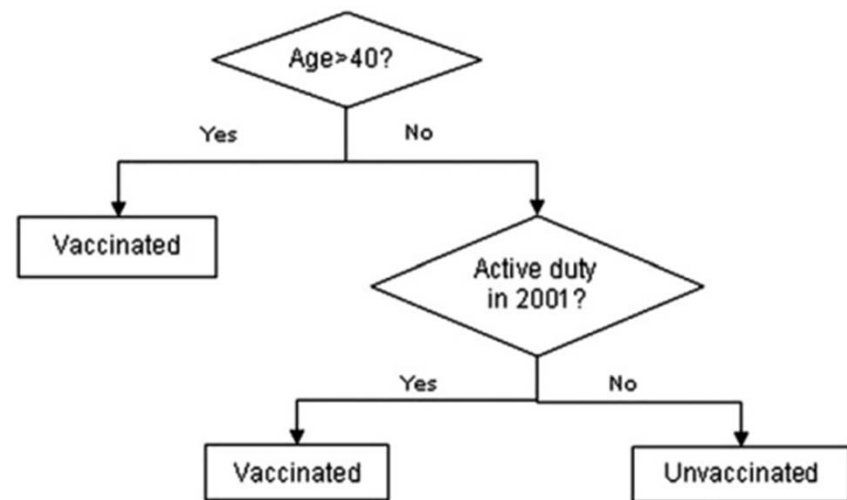 Age>40?
Yes
No
Vaccinated
Active duty
in 2001?
Yes
No
Vaccinated
Unvaccinated